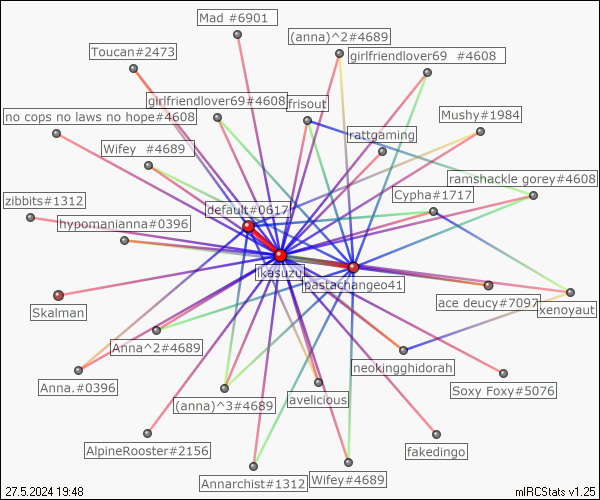 Mad #6901
(anna)^2#4689
Toucan#2473
girlfriendlover69 #4608
girlfriendlover69#4608
frisout
Mushy#1984
no cops no laws no hope#4608
rattgaming
Wifey #4689
ramshackle gorey#4608
Cypha#1717
zibbits#1312
default#0617
hypomanianna#0396
ikasuzu
pastachangeo41
ace deucy#7097
xenoyaut
Skalman
Anna^2#4689
neokingghidorah
Anna.#0396
Soxy Foxy#5076
avelicious
(anna)^3#4689
AlpineRooster#2156
fakedingo
Annarchist#1312
Wifey#4689
27.5.2024 19:48
mIRCStats v1.25